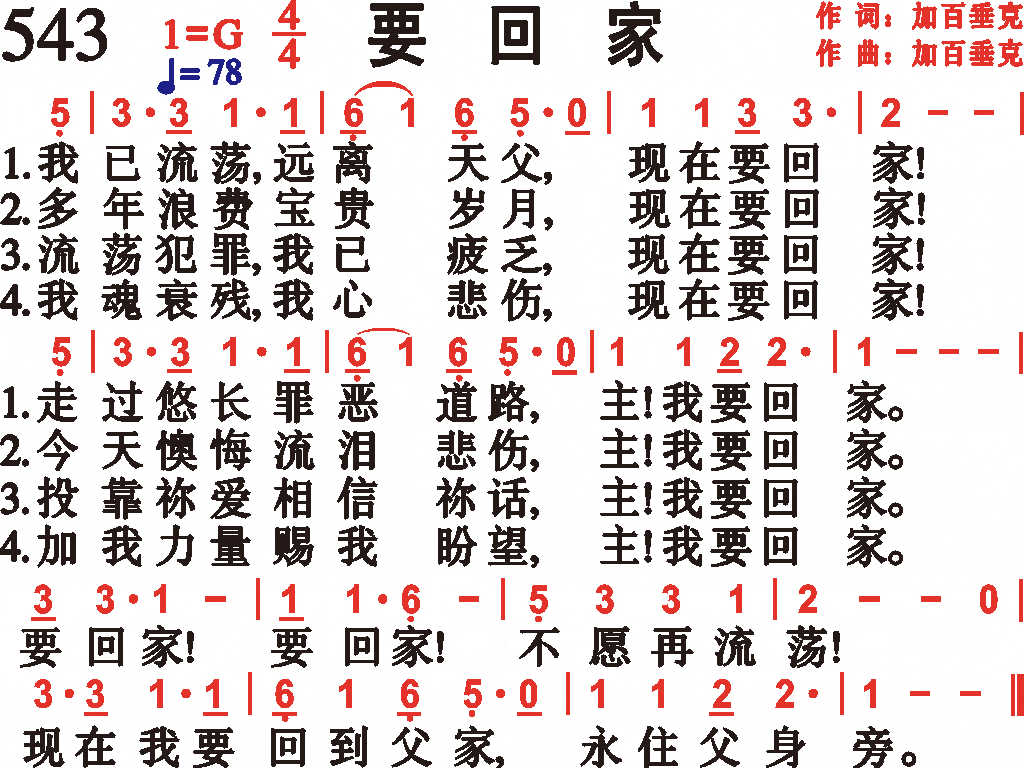 543 1=G 4/4 要回家 作 词：加百垂克
♩=78 作 曲：加百垂克
5 | 3·3 1·1 | 6 1 6 5·0 | 1 1 3 3· | 2 – – |
1.我已流荡,远离天父, 现在要回家!
2.多年浪费宝贵岁月, 现在要回家!
3.流荡犯罪,我已疲乏, 现在要回家!
4.我魂衰残,我心悲伤, 现在要回家!
5 | 3·3 1·1 | 6 1 6 5·0 | 1 1 2 2· | 1 – – – |
1.走过悠长罪恶道路, 主!我要回家。
2.今天懊悔流泪悲伤, 主!我要回家。
3.投靠祢爱相信祢话, 主!我要回家。
4.加我力量赐我盼望, 主!我要回家。
3 3·1 – | 1 1·6 – | 5 3 3 1 | 2 – – 0 |
要回家! 要回家! 不愿再流荡!
3·3 1·1 | 6 1 6 5·0 | 1 1 2 2· | 1 – – ‖
现在我要回到父家, 永住父身旁。